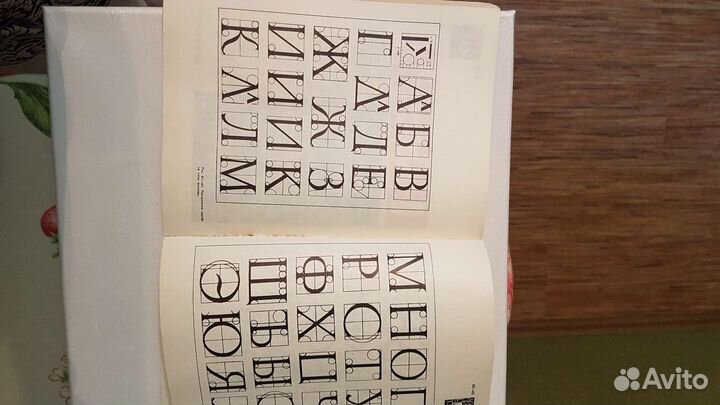 А Б В
Г Д Д Е
Ж Ж З
И Й И К
К Л Л М
М Н О П
Р С Т У
Ф Х Ц
Щ Ъ Ы
Э Ю Я
Avito